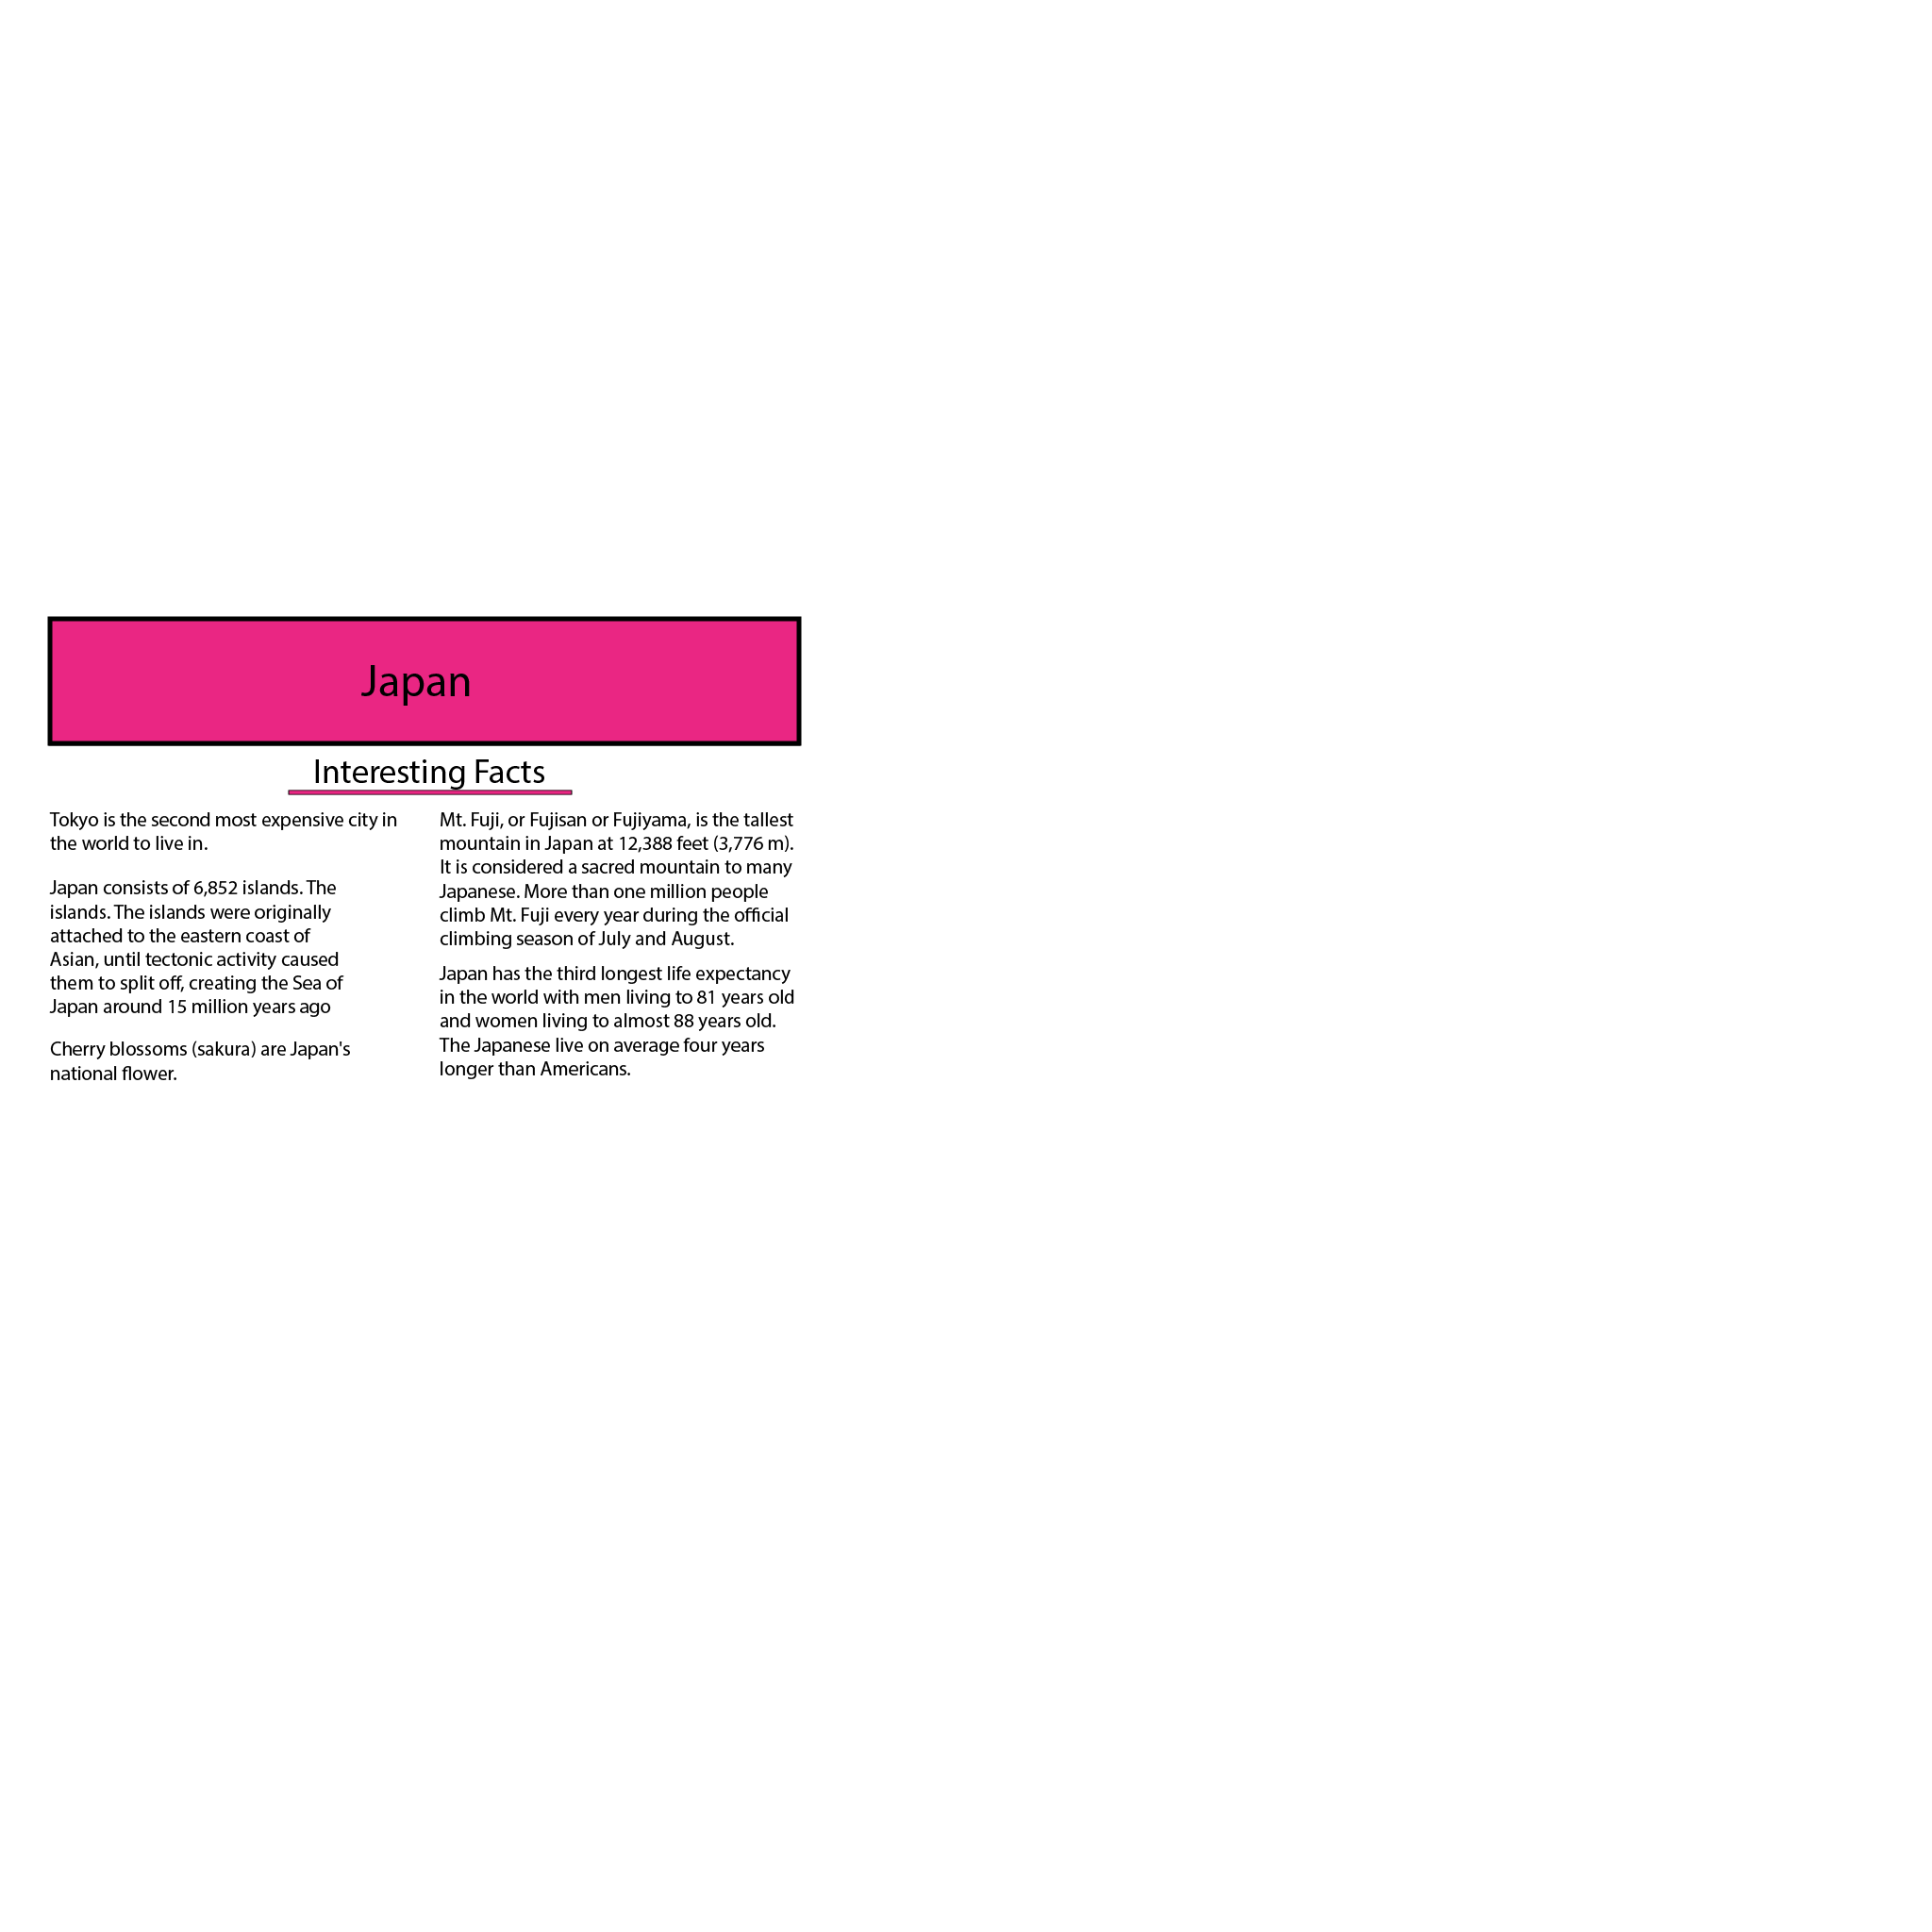 Japan
Interesting Facts
Tokyo is the second most expensive city in
the world to live in.
Japan consists of 6,852 islands. The
islands. The islands were originally
attached to the eastern coast of
Asian, until tectonic activity caused
them to split off, creating the Sea of
Japan around 15 million years ago
Cherry blossoms (sakura) are Japan's
national flower.
Mt. Fuji, or Fujisan or Fujiyama, is the tallest
mountain in Japan at 12,388 feet (3,776 m).
It is considered a sacred mountain to many
Japanese. More than one million people
climb Mt. Fuji every year during the official
climbing season of July and August.
Japan has the third longest life expectancy
in the world with men living to 81 years old
and women living to almost 88 years old.
The Japanese live on average four years
longer than Americans.